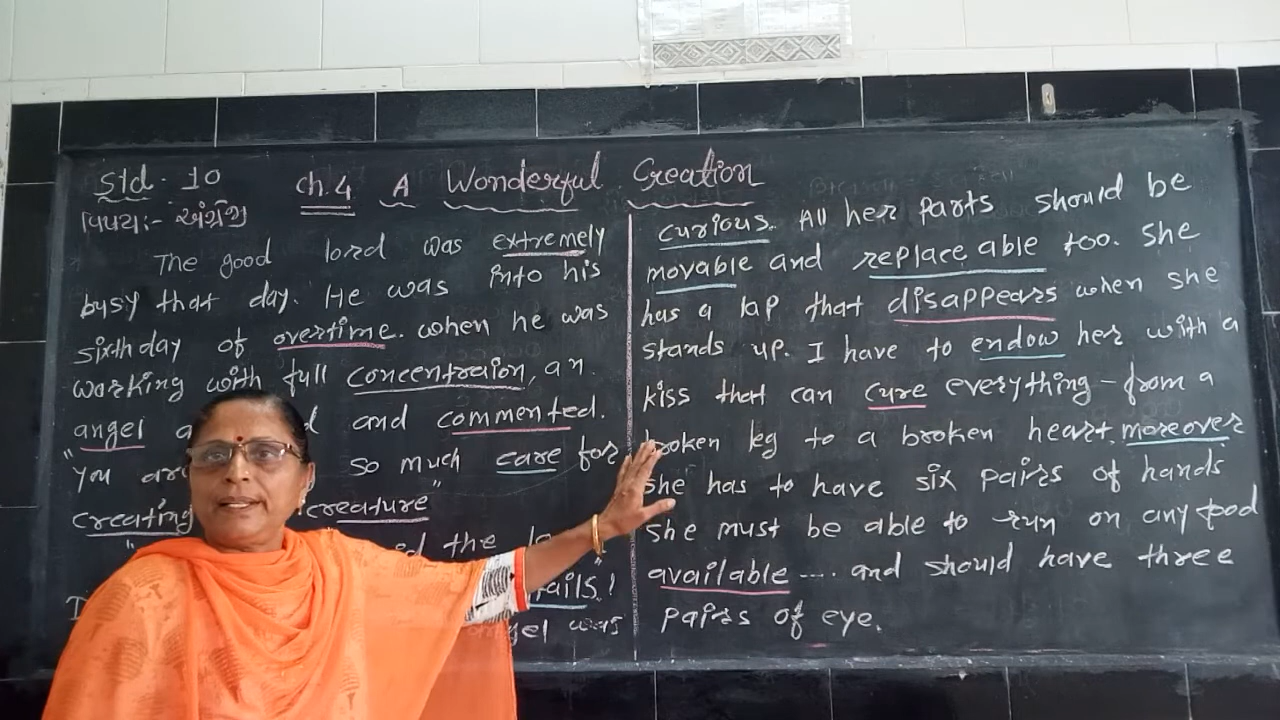 Std. 10 ch.4 A Wonderful Creation
વિષય:- અંગ્રેજી
The good lord was extremely
busy that day. He was into his
sixth day of overtime. when he was
working with full concentraion, an
angel and commented.
"you are so much care for
creating creature"
the
ails.!
angel was
curious. All her parts should be
movable and replace able too. She
has a lap that disappears when she
stands up. I have to endow her with a
kiss that can cure everything - from a
broken leg to a broken heart. moreover
she has to have six pairs of hands
she must be able to run on any food
available .... and should have three
pairs of eye.